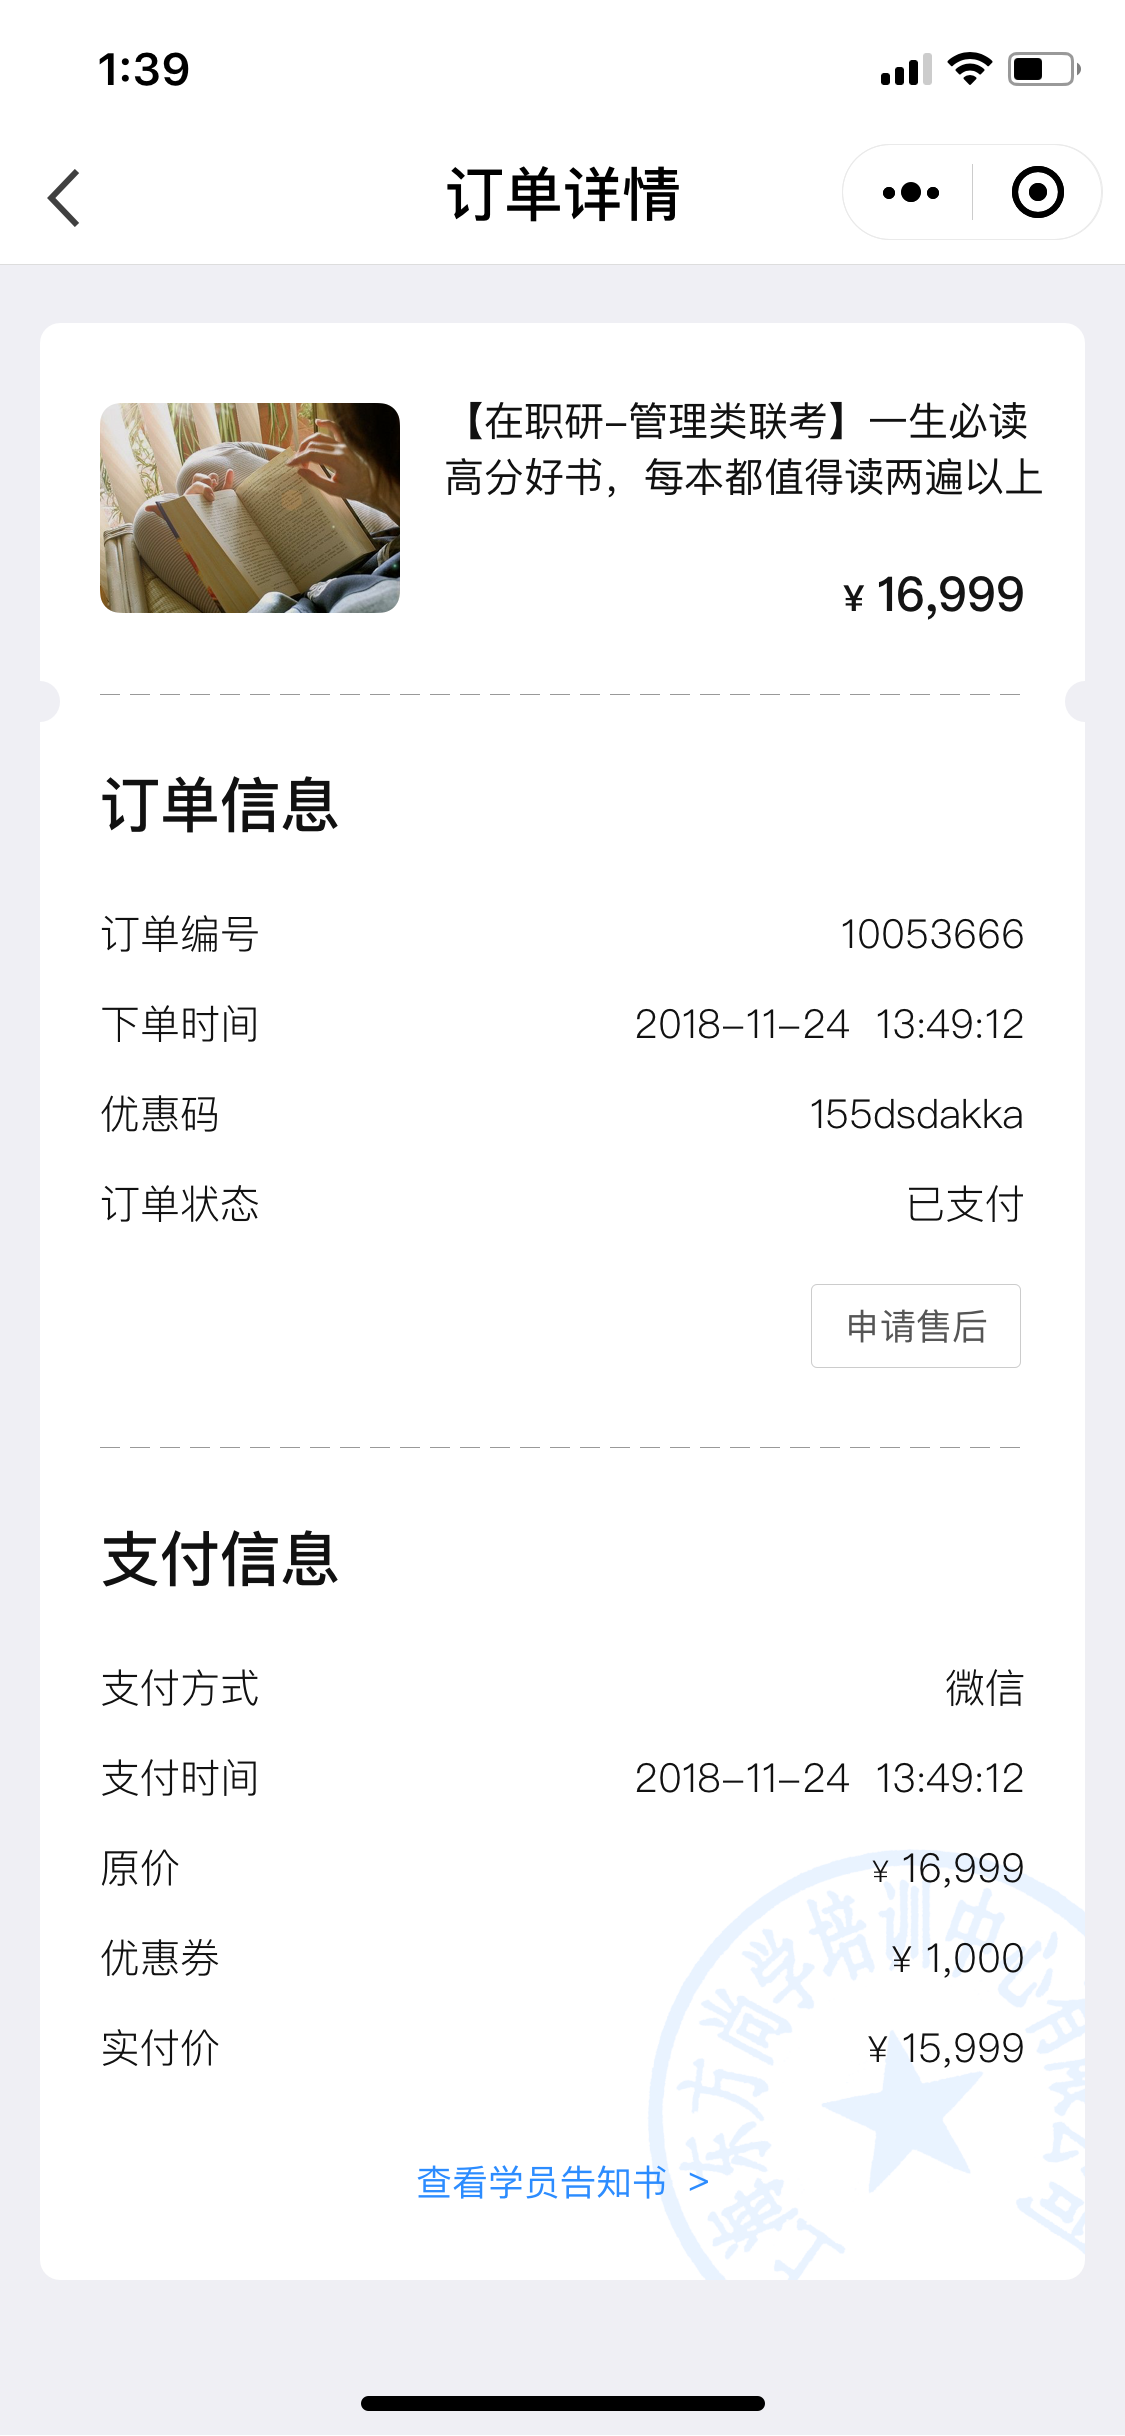 1:39
订单详情
【在职研–管理类联考】一生必读
高分好书，每本都值得读两遍以上
¥ 16,999
订单信息
订单编号 10053666
下单时间 2018–11–24 13:49:12
优惠码 155dsdakka
订单状态 已支付
申请售后
支付信息
支付方式 微信
支付时间 2018–11–24 13:49:12
原价 ¥ 16,999
优惠券 ¥ 1,000
实付价 ¥ 15,999
查看学员告知书 >
东方尚学培训中心有限公司